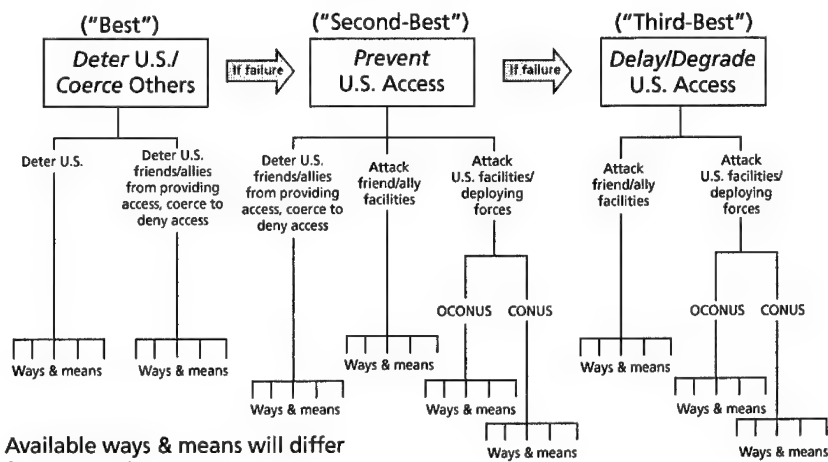 ("Best")
Deter U.S./
Coerce Others
If failure
("Second-Best")
Prevent
U.S. Access
If failure
("Third-Best")
Delay/Degrade
U.S. Access
Deter U.S.
Deter U.S.
friends/allies
from providing
access, coerce to
deny access
Deter U.S.
friends/allies
from providing
access, coerce to
deny access
Attack
friend/ally
facilities
Attack
U.S. facilities/
deploying
forces
Attack
friend/ally
facilities
Attack
U.S. facilities/
deploying
forces
OCONUS
CONUS
OCONUS
CONUS
Ways & means
Ways & means
Ways & means
Ways & means
Ways & means
Ways & means
Ways & means
Ways & means
Ways & means
Available ways & means will differ